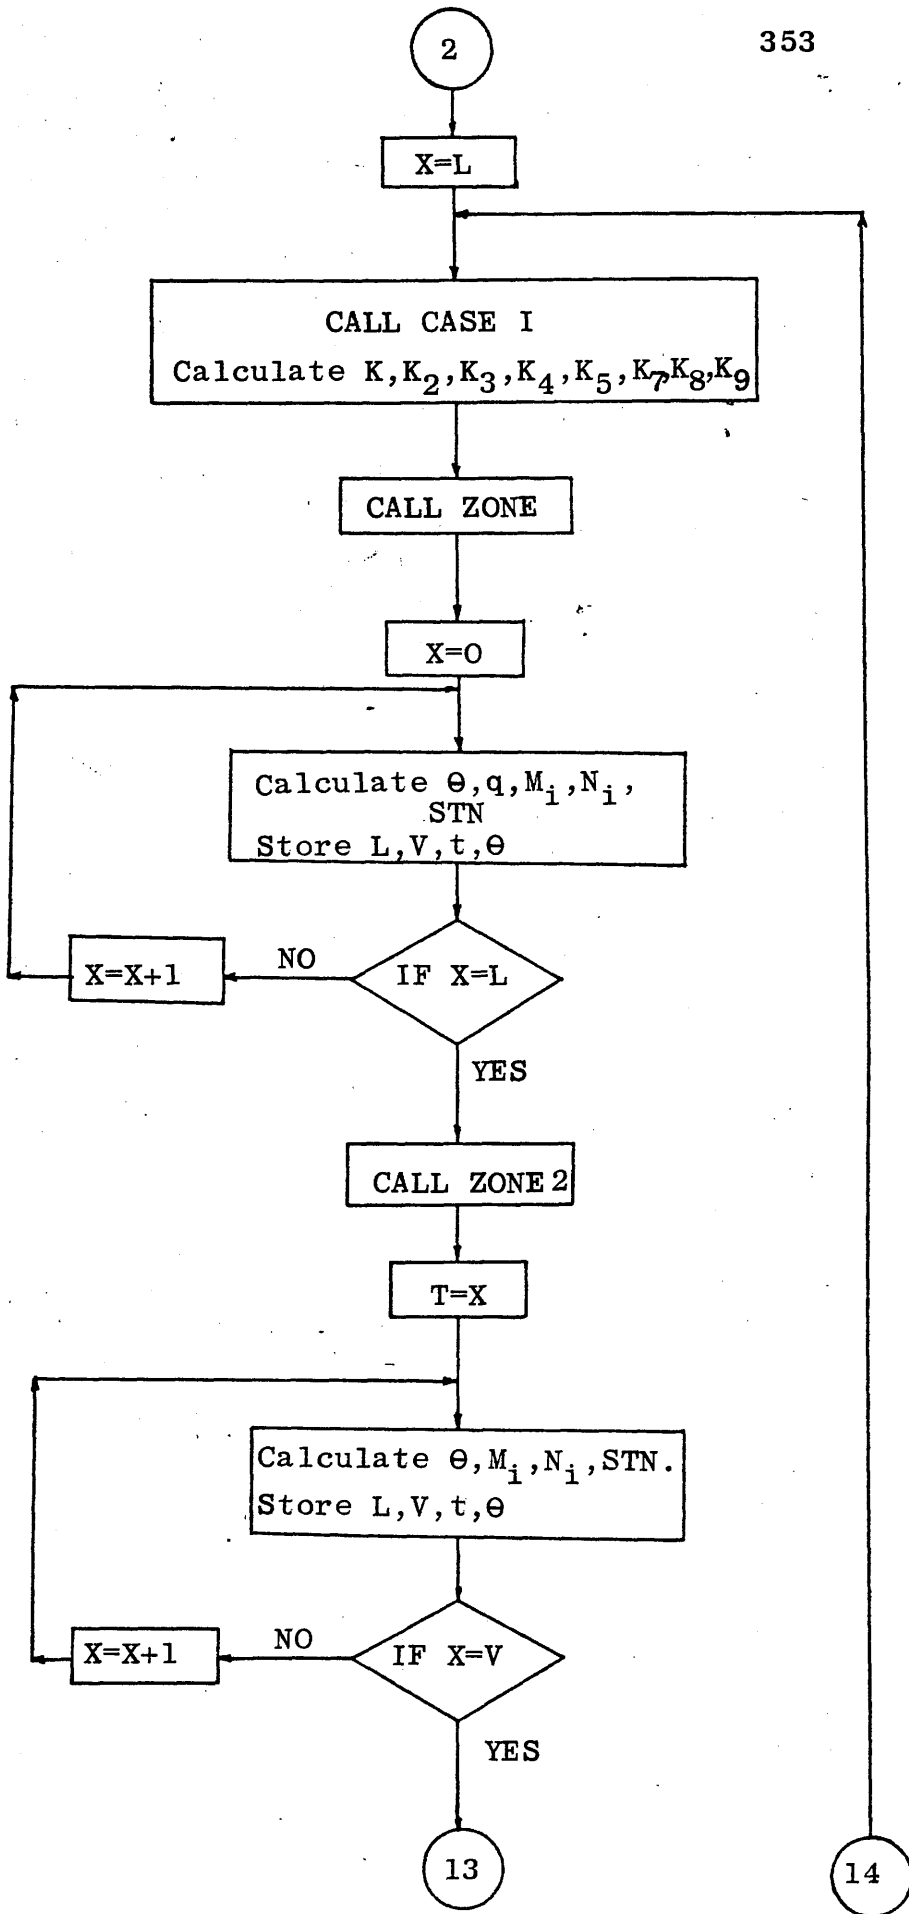 353
2
X=L
CALL CASE I
Calculate K,K₂,K₃,K₄,K₅,K₇,K₈,K₉
CALL ZONE
X=O
Calculate Θ,q,Mᵢ,Nᵢ,
STN
Store L,V,t,Θ
IF X=L
NO
X=X+1
YES
CALL ZONE 2
T=X
Calculate Θ,Mᵢ,Nᵢ,STN.
Store L,V,t,Θ
IF X=V
NO
X=X+1
YES
13
14